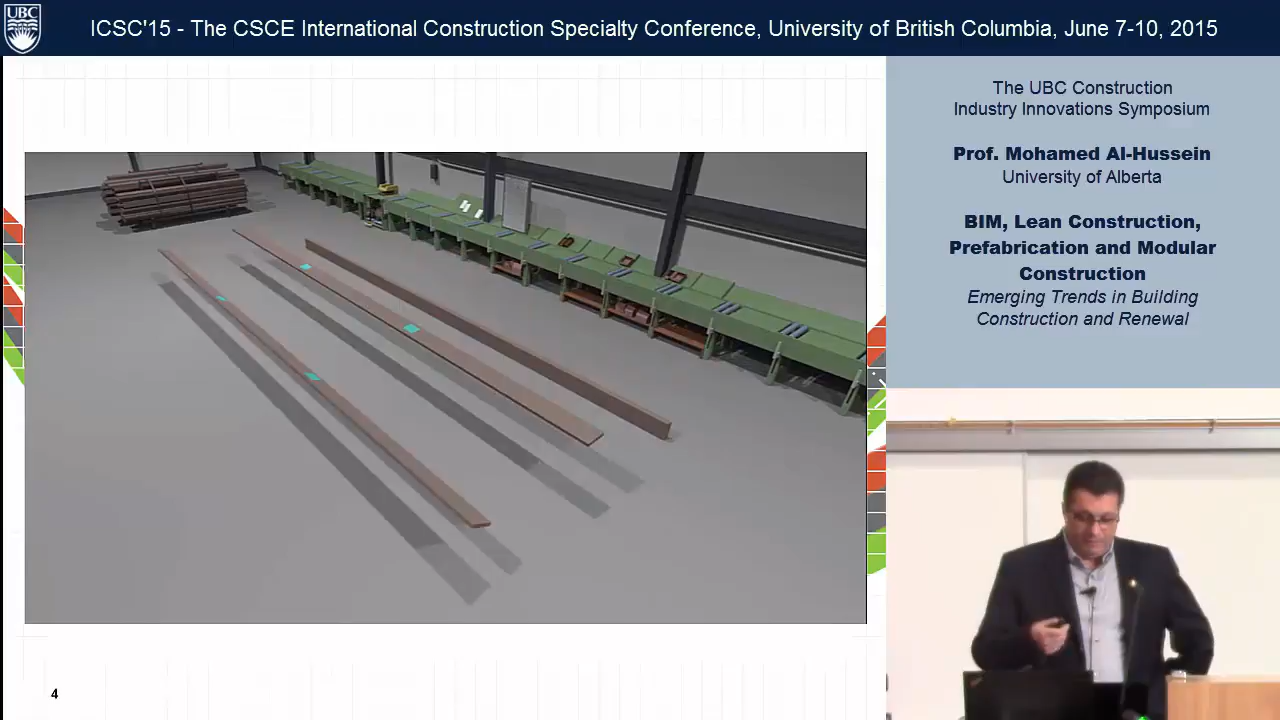 UBC
ICSC'15 - The CSCE International Construction Specialty Conference, University of British Columbia, June 7-10, 2015
The UBC Construction
Industry Innovations Symposium
Prof. Mohamed Al-Hussein
University of Alberta
BIM, Lean Construction,
Prefabrication and Modular
Construction
Emerging Trends in Building
Construction and Renewal
4